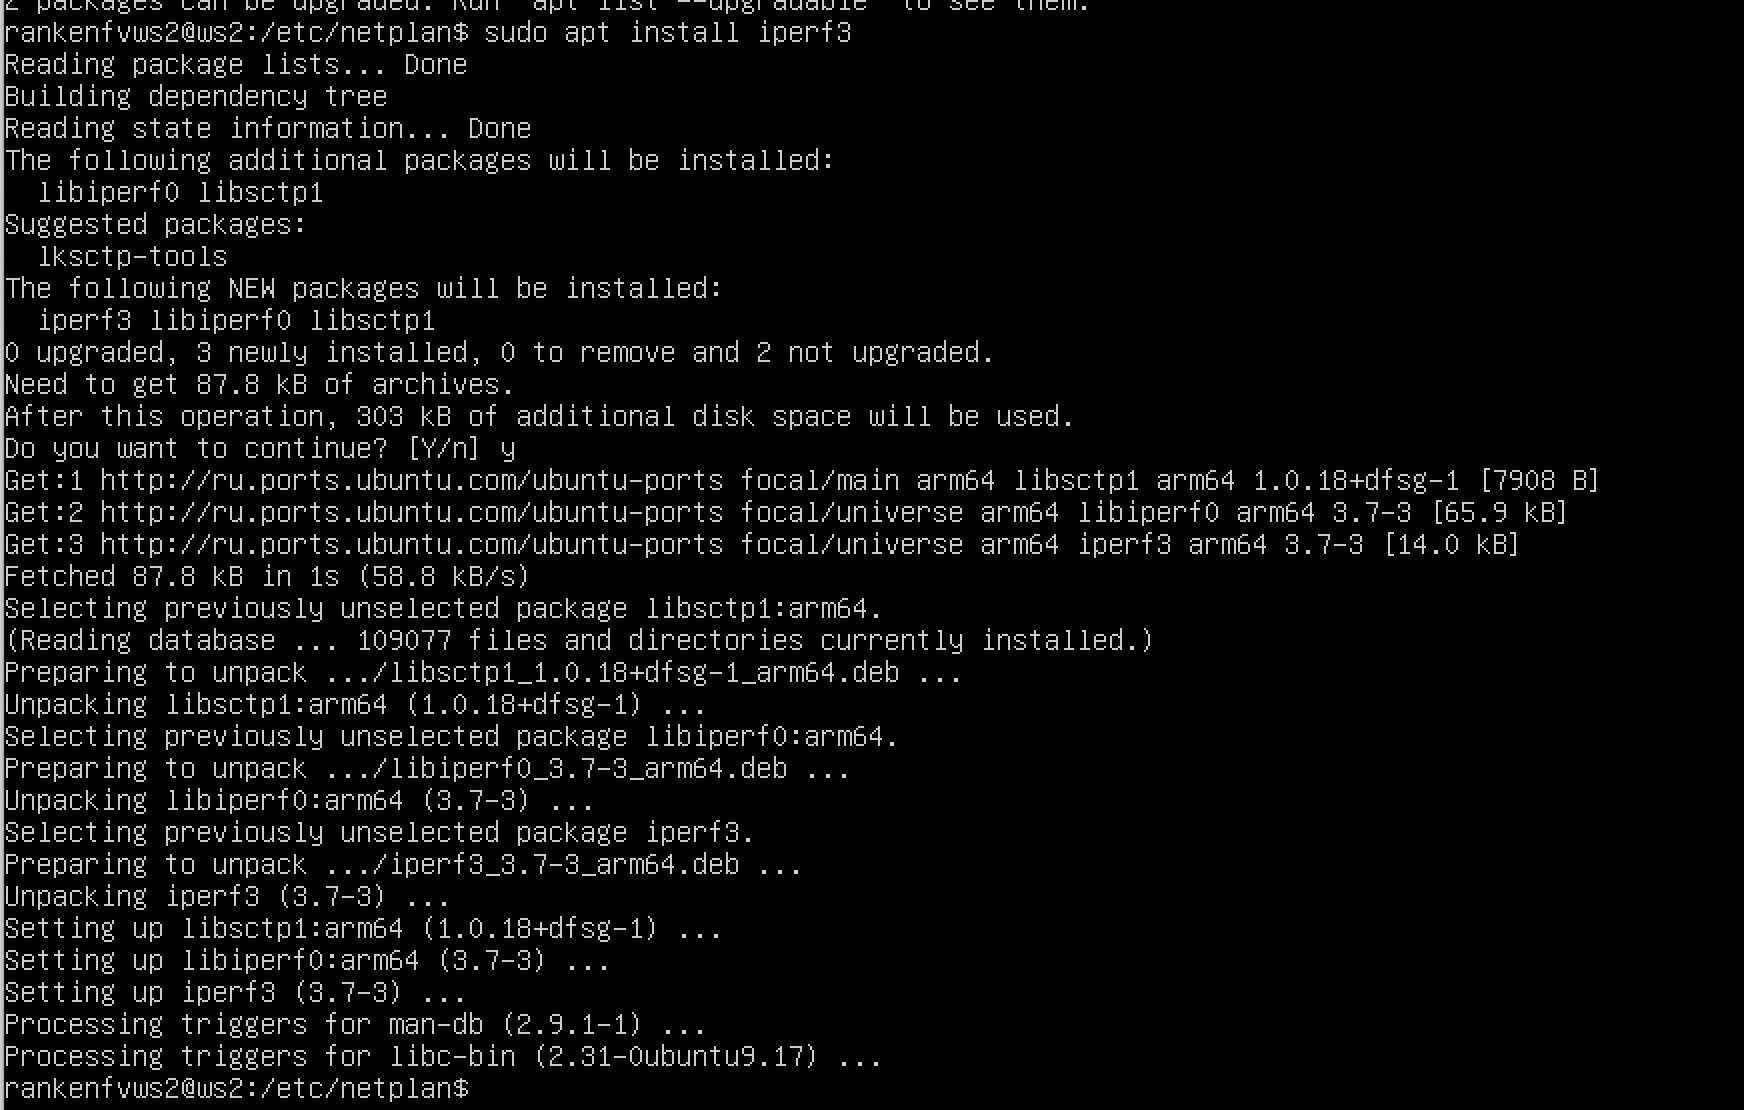 2 packages can be upgraded. Run 'apt list --upgradable' to see them.
rankenfvws2@ws2:/etc/netplan$ sudo apt install iperf3
Reading package lists... Done
Building dependency tree
Reading state information... Done
The following additional packages will be installed:
  libiperf0 libsctp1
Suggested packages:
  lksctp-tools
The following NEW packages will be installed:
  iperf3 libiperf0 libsctp1
0 upgraded, 3 newly installed, 0 to remove and 2 not upgraded.
Need to get 87.8 kB of archives.
After this operation, 303 kB of additional disk space will be used.
Do you want to continue? [Y/n] y
Get:1 http://ru.ports.ubuntu.com/ubuntu-ports focal/main arm64 libsctp1 arm64 1.0.18+dfsg-1 [7908 B]
Get:2 http://ru.ports.ubuntu.com/ubuntu-ports focal/universe arm64 libiperf0 arm64 3.7-3 [65.9 kB]
Get:3 http://ru.ports.ubuntu.com/ubuntu-ports focal/universe arm64 iperf3 arm64 3.7-3 [14.0 kB]
Fetched 87.8 kB in 1s (58.8 kB/s)
Selecting previously unselected package libsctp1:arm64.
(Reading database ... 109077 files and directories currently installed.)
Preparing to unpack .../libsctp1_1.0.18+dfsg-1_arm64.deb ...
Unpacking libsctp1:arm64 (1.0.18+dfsg-1) ...
Selecting previously unselected package libiperf0:arm64.
Preparing to unpack .../libiperf0_3.7-3_arm64.deb ...
Unpacking libiperf0:arm64 (3.7-3) ...
Selecting previously unselected package iperf3.
Preparing to unpack .../iperf3_3.7-3_arm64.deb ...
Unpacking iperf3 (3.7-3) ...
Setting up libsctp1:arm64 (1.0.18+dfsg-1) ...
Setting up libiperf0:arm64 (3.7-3) ...
Setting up iperf3 (3.7-3) ...
Processing triggers for man-db (2.9.1-1) ...
Processing triggers for libc-bin (2.31-0ubuntu9.17) ...
rankenfvws2@ws2:/etc/netplan$